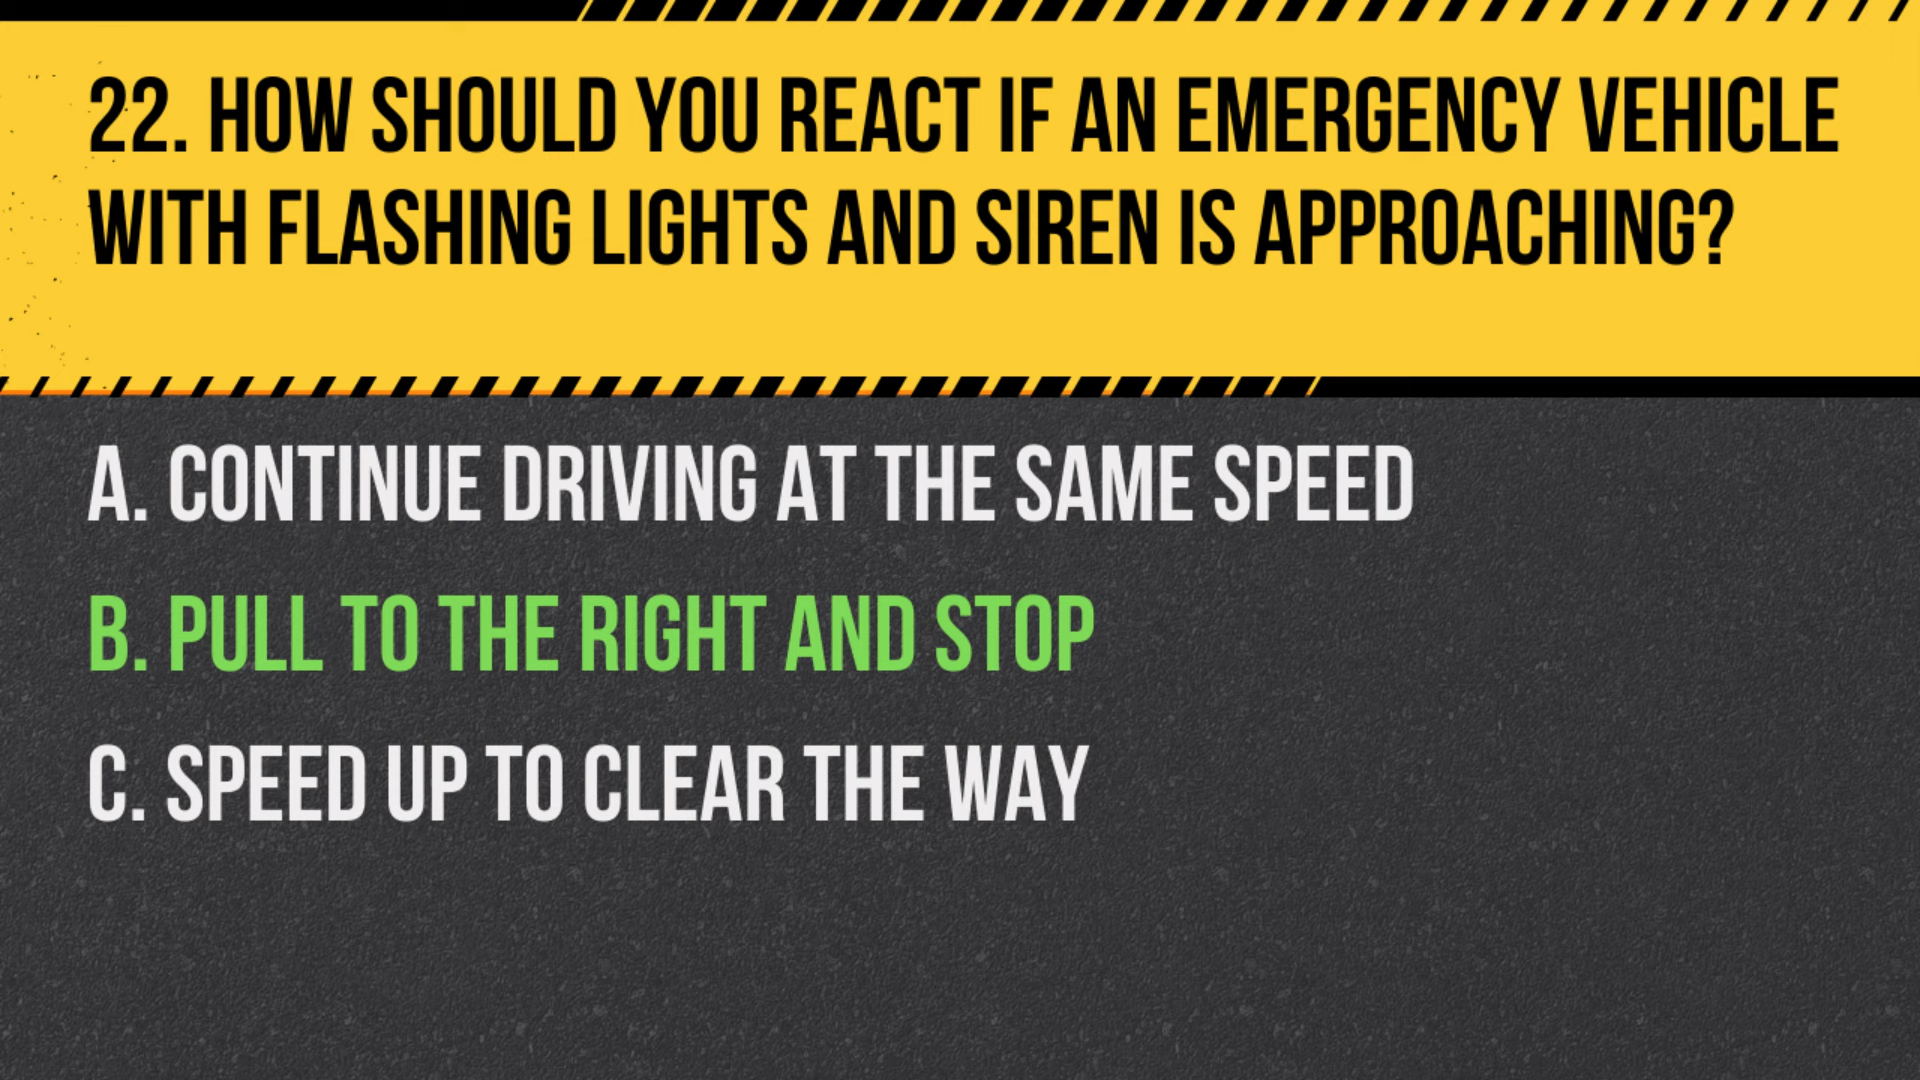 22. HOW SHOULD YOU REACT IF AN EMERGENCY VEHICLE
WITH FLASHING LIGHTS AND SIREN IS APPROACHING?
A. CONTINUE DRIVING AT THE SAME SPEED
B. PULL TO THE RIGHT AND STOP
C. SPEED UP TO CLEAR THE WAY